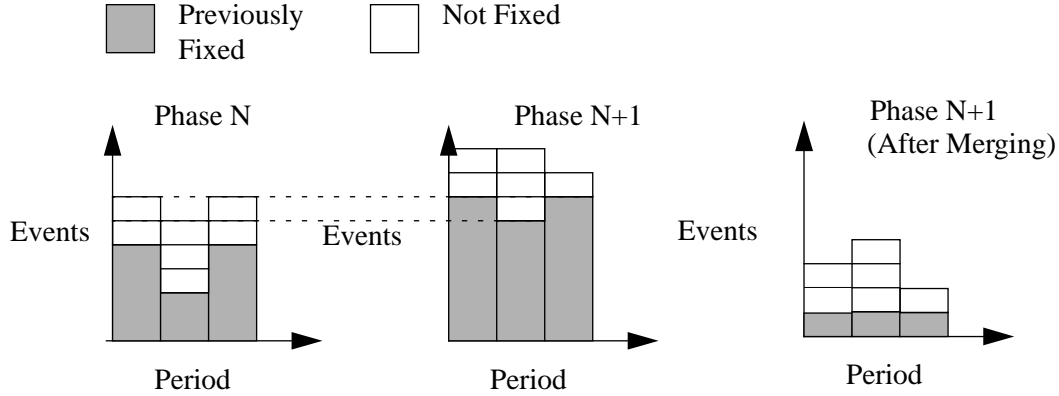 Previously
Fixed
Not Fixed
Phase N
Events
Period
Phase N+1
Events
Period
Phase N+1
(After Merging)
Events
Period